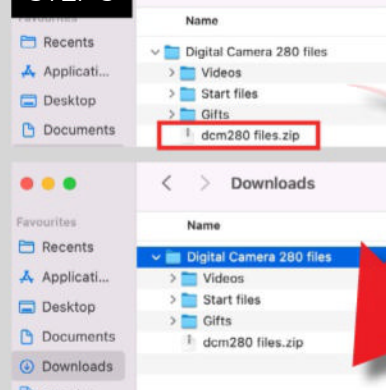 Name
Favourites
Recents
Digital Camera 280 files
Applicati...
Videos
Start files
Desktop
Gifts
Documents
dcm280 files.zip
Downloads
Favourites
Name
Recents
Digital Camera 280 files
Applicati...
Videos
Desktop
Start files
Gifts
Documents
dcm280 files.zip
Downloads